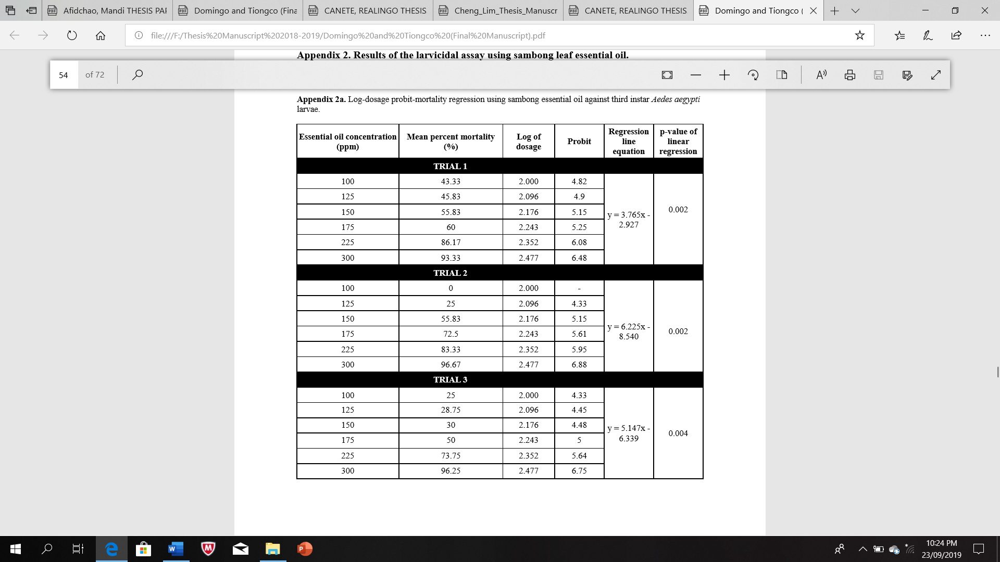 Afidchao, Mandi THESIS PAI
Domingo and Tiongco (Fina
CANETE, REALINGO THESIS
Cheng_Lim_Thesis_Manuscr
CANETE, REALINGO THESIS
Domingo and Tiongco (
file:///F:/Thesis%20Manuscript%202018-2019/Domingo%20and%20Tiongco%20(Final%20Manuscript).pdf
Appendix 2. Results of the larvicidal assay using sambong leaf essential oil.
54 of 72
Appendix 2a. Log-dosage probit-mortality regression using sambong essential oil against third instar Aedes aegypti
larvae.
Essential oil concentration (ppm) Mean percent mortality (%) Log of dosage Probit Regression line equation p-value of linear regression
TRIAL 1
100 43.33 2.000 4.82
125 45.83 2.096 4.9
150 55.83 2.176 5.15
175 60 2.243 5.25
225 86.17 2.352 6.08
300 93.33 2.477 6.48
y = 3.765x -
2.927
0.002
TRIAL 2
100 0 2.000 -
125 25 2.096 4.33
150 55.83 2.176 5.15
175 72.5 2.243 5.61
225 83.33 2.352 5.95
300 96.67 2.477 6.88
y = 6.225x -
8.540
0.002
TRIAL 3
100 25 2.000 4.33
125 28.75 2.096 4.45
150 30 2.176 4.48
175 50 2.243 5
225 73.75 2.352 5.64
300 96.25 2.477 6.75
y = 5.147x -
6.339
0.004
10:24 PM
23/09/2019